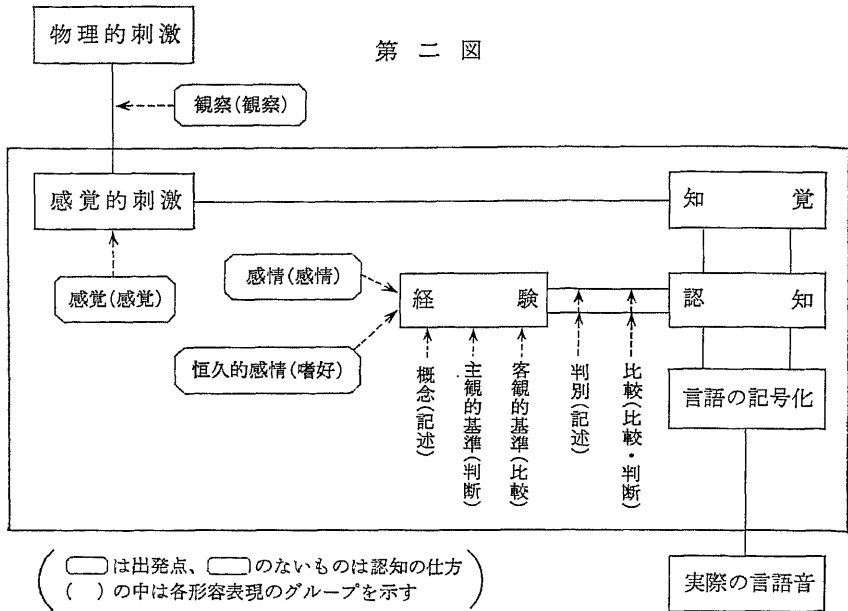 物理的刺激
第二図
観察(観察)
感覚的刺激
知覚
感情(感情)
経験
認知
感覚(感覚)
恒久的感情(嗜好)
概念(記述)
主観的基準(判断)
客観的基準(比較)
判別(記述)
比較(比較・判断)
言語の記号化
は出発点、のないものは認知の仕方
( )の中は各形容表現のグループを示す
実際の言語音